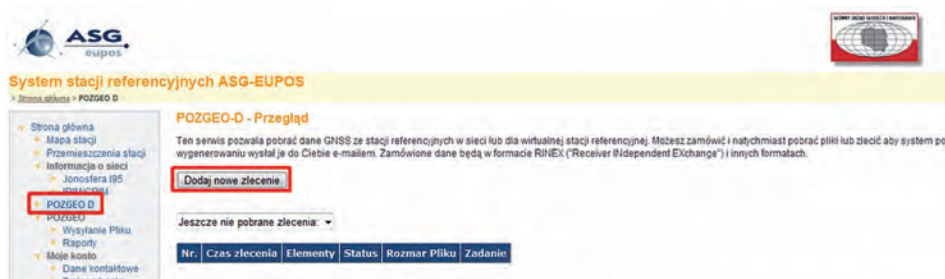 GŁÓWNY URZĄD GEODEZJI I KARTOGRAFII
ASG
eupos
System stacji referencyjnych ASG-EUPOS
> Strona główna > POZGEO D
POZGEO-D - Przegląd
Ten serwis pozwala pobrać dane GNSS ze stacji referencyjnych w sieci lub dla wirtualnej stacji referencyjnej. Możesz zamówić i natychmiast pobrać pliki lub zlecić aby system po
wygenerowaniu wysłał je do Ciebie e-mailem. Zamówione dane będą w formacie RINEX ("Receiver INdependent EXchange") i innych formatach.
Dodaj nowe zlecenie
Jeszcze nie pobrane zlecenia:
Nr. Czas zlecenia Elementy Status Rozmar Pliku Zadanie
Strona główna
Mapa stacji
Przemieszczenia stacji
Informacja o sieci
Jonosfera I95
POZGEO D
POZGEO
Wysyłanie Pliku
Raporty
Moje konto
Dane kontaktowe